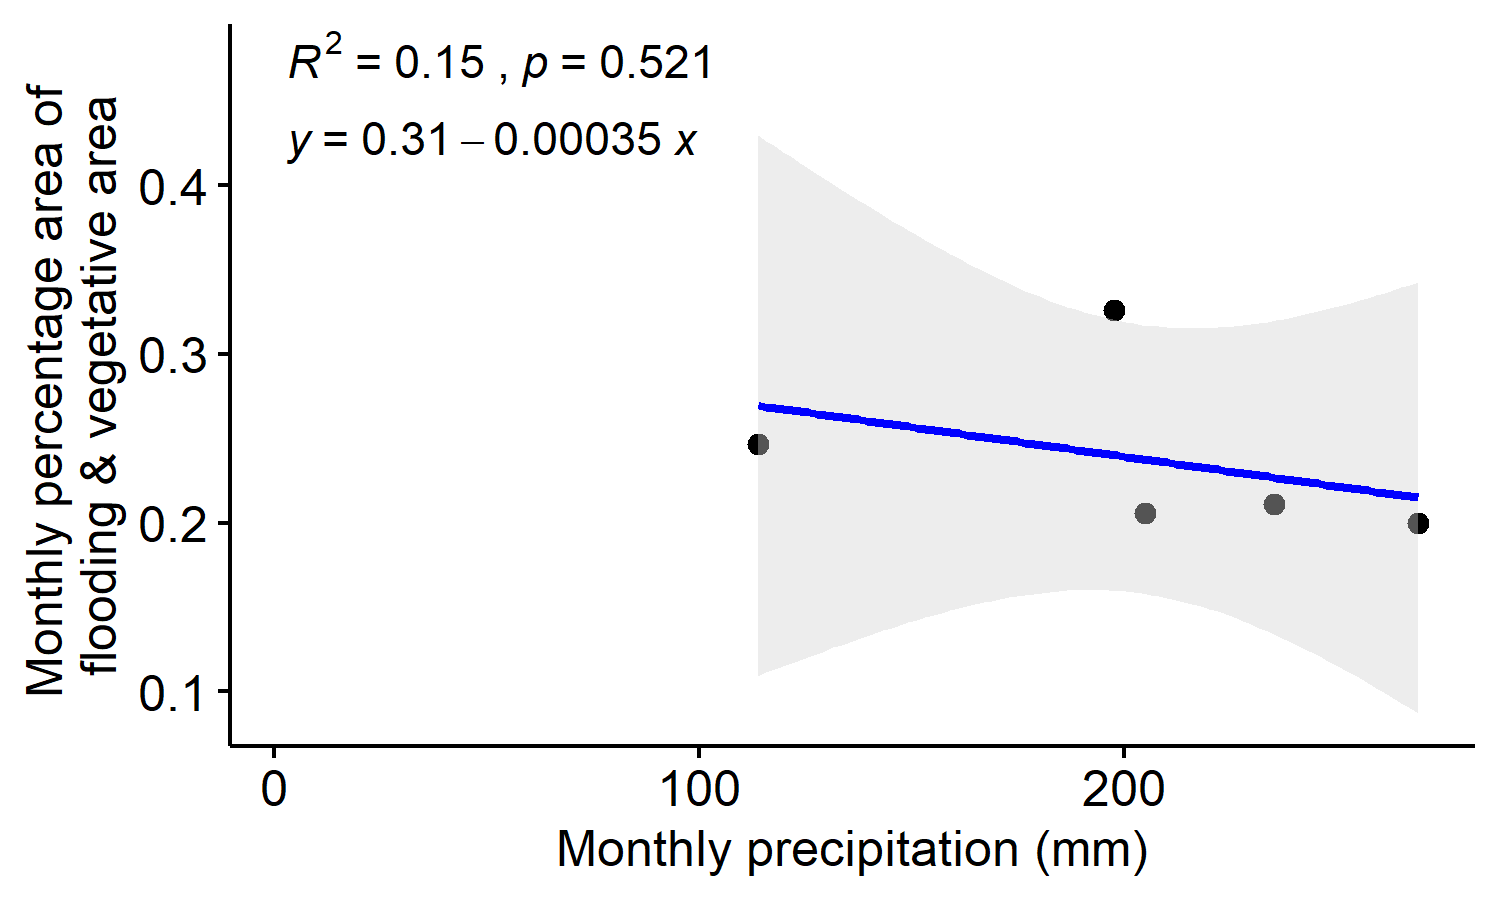 R² = 0.15 , p = 0.521
y = 0.31 – 0.00035 x
Monthly percentage area of
flooding & vegetative area
0.4
0.3
0.2
0.1
0 100 200
Monthly precipitation (mm)